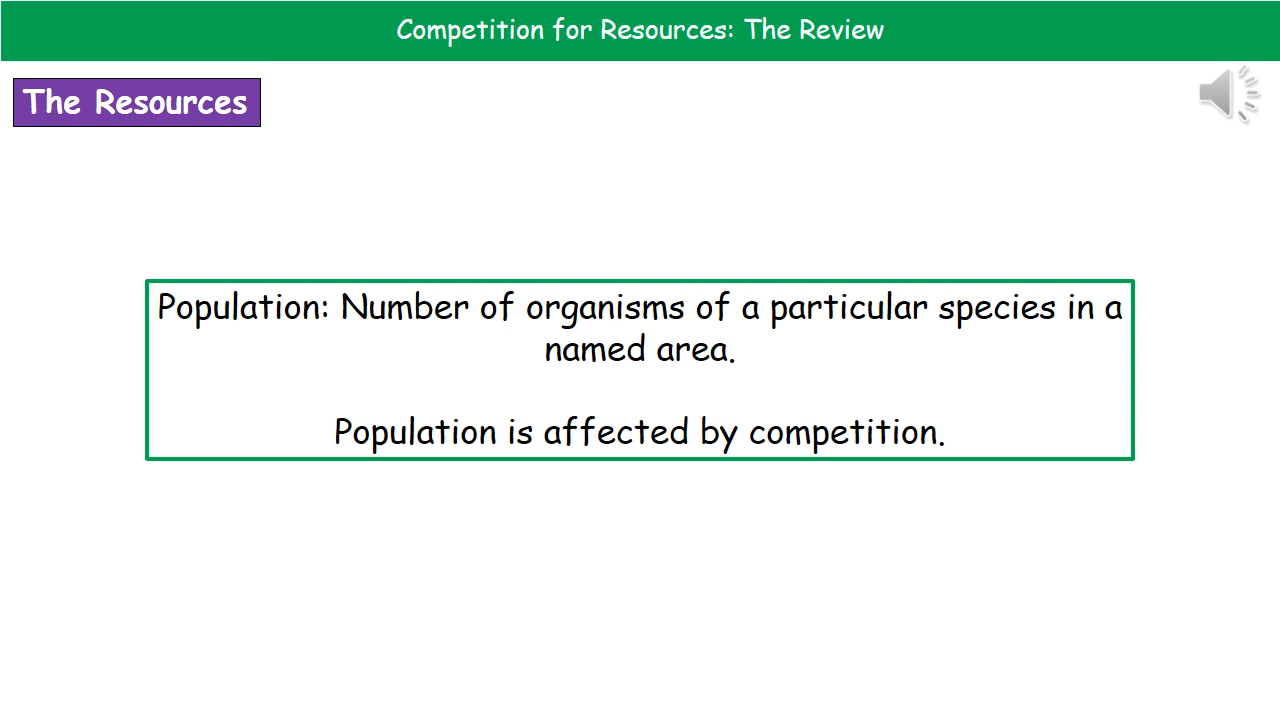 Competition for Resources: The Review
The Resources
Population: Number of organisms of a particular species in a
named area.
Population is affected by competition.